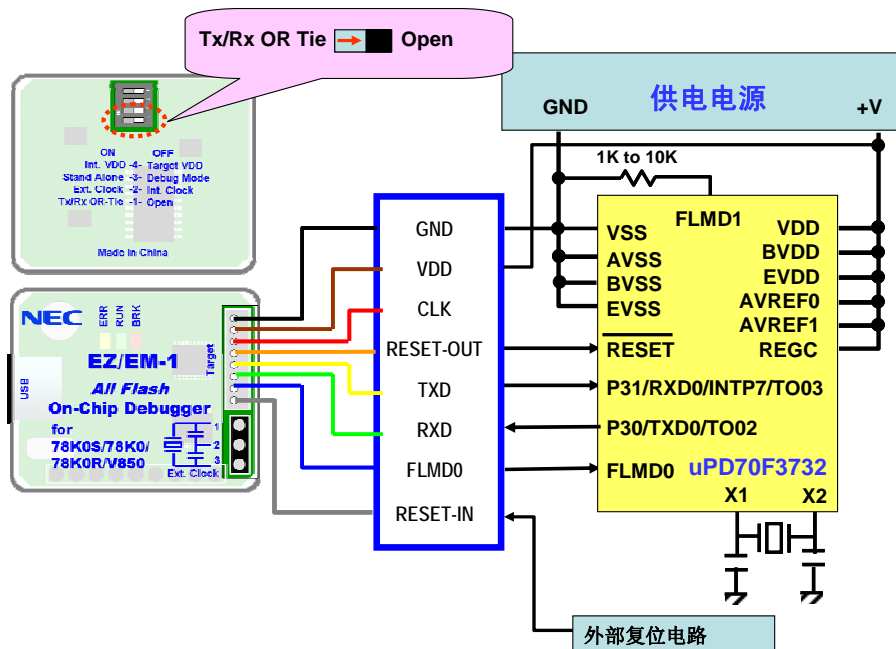 Tx/Rx OR Tie Open
ON OFF
Int. VDD -4- Target VDD
Stand Alone -3- Debug Mode
Ext. Clock -2- Int. Clock
Tx/Rx OR-Tie -1- Open
Made in China
GND 供电电源 +V
1K to 10K
NEC
ERR
RUN
BRK
Target
USB
EZ/EM-1
All Flash
On-Chip Debugger
for
78K0S/78K0/
78K0R/V850
1
2
3
Ext. Clock
GND
VDD
CLK
RESET-OUT
TXD
RXD
FLMD0
RESET-IN
FLMD1
VSS
AVSS
BVSS
EVSS
RESET
P31/RXD0/INTP7/TO03
P30/TXD0/TO02
FLMD0 uPD70F3732
VDD
BVDD
EVDD
AVREF0
AVREF1
REGC
X1 X2
外部复位电路